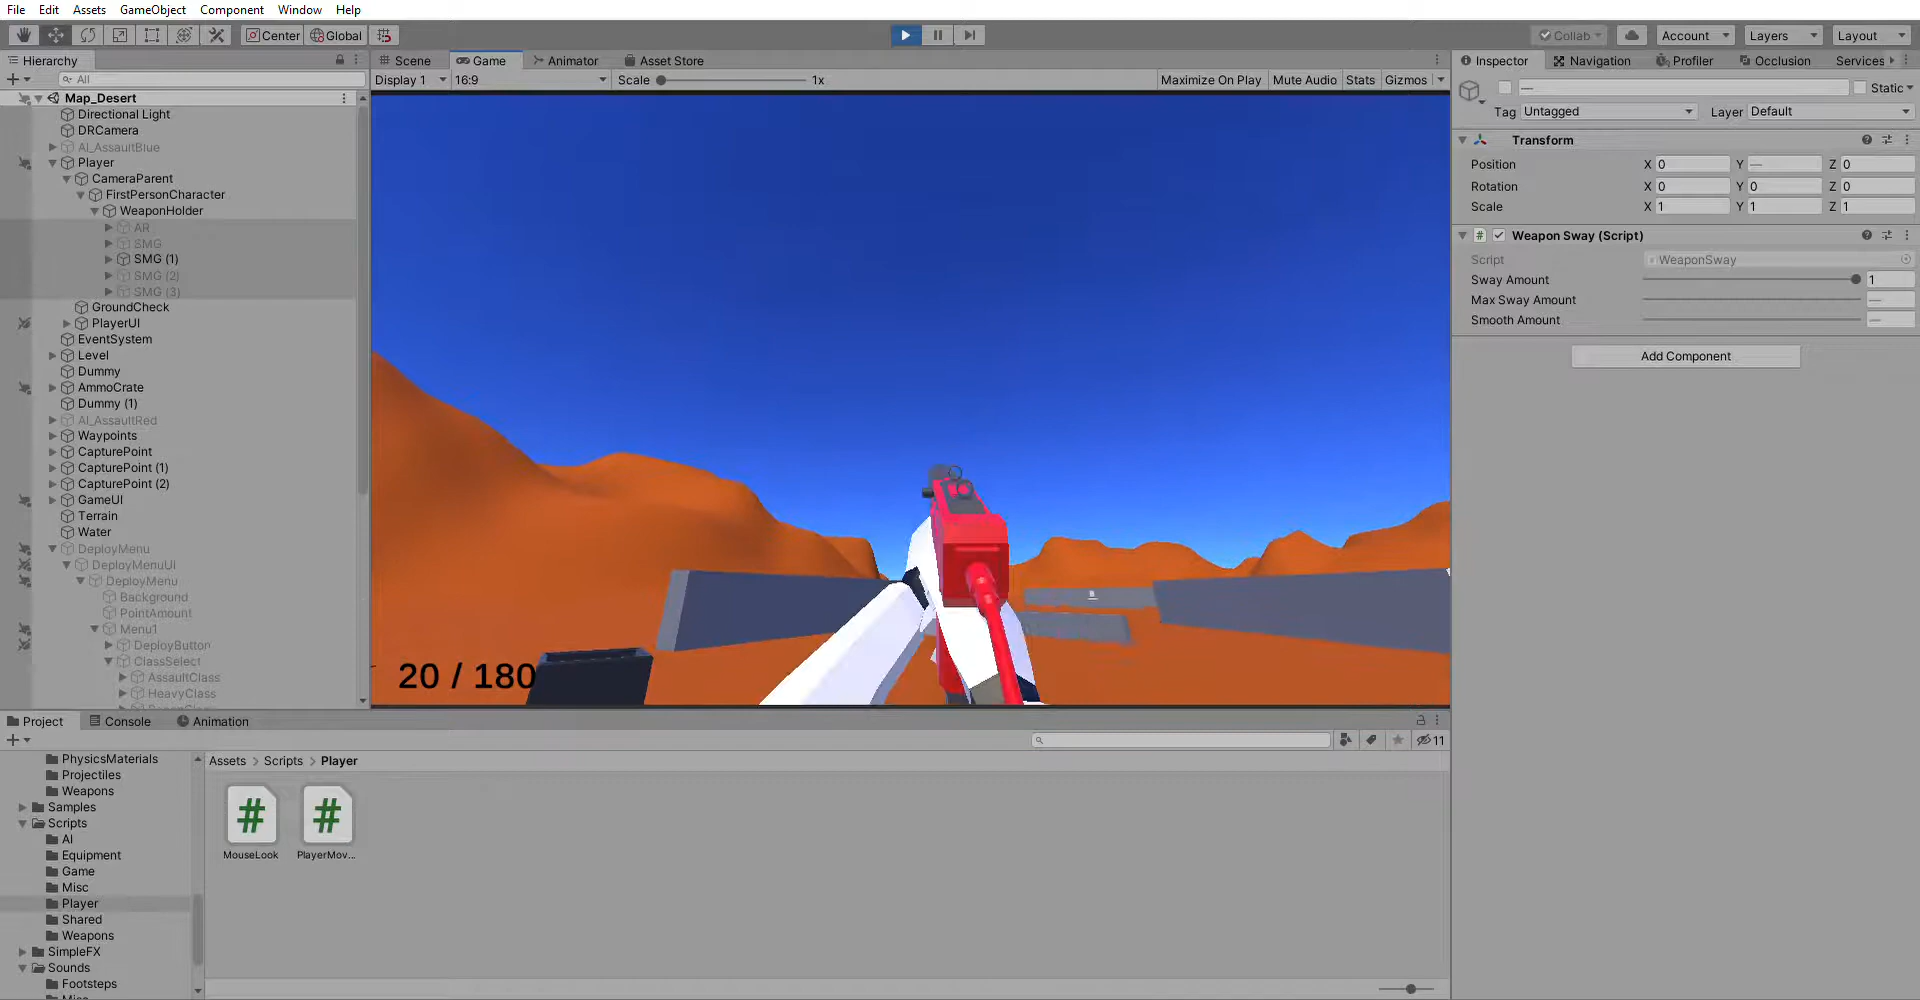 File Edit Assets GameObject Component Window Help
Center Global Collab Account Layers Layout
Hierarchy Scene Game Animator Asset Store Inspector Navigation Profiler Occlusion Services
All Display 1 16:9 Scale 1x Maximize On Play Mute Audio Stats Gizmos
Map_Desert
Directional Light
DRCamera
AI_AssaultBlue
Player
CameraParent
FirstPersonCharacter
WeaponHolder
AR
SMG
SMG (1)
SMG (2)
SMG (3)
GroundCheck
PlayerUI
EventSystem
Level
Dummy
AmmoCrate
Dummy (1)
AI_AssaultRed
Waypoints
CapturePoint
CapturePoint (1)
CapturePoint (2)
GameUI
Terrain
Water
DeployMenu
DeployMenuUI
DeployMenu
Background
PointAmount
Menu1
DeployButton
ClassSelect
AssaultClass
HeavyClass
20 / 180
— Static
Tag Untagged Layer Default
Transform
Position X 0 Y — Z 0
Rotation X 0 Y 0 Z 0
Scale X 1 Y 1 Z 1
# Weapon Sway (Script)
Script WeaponSway
Sway Amount 1
Max Sway Amount —
Smooth Amount —
Add Component
Project Console Animation
11
PhysicsMaterials
Projectiles
Weapons
Samples
Scripts
AI
Equipment
Game
Misc
Player
Shared
Weapons
SimpleFX
Sounds
Footsteps
Assets > Scripts > Player
# #
MouseLook PlayerMov...